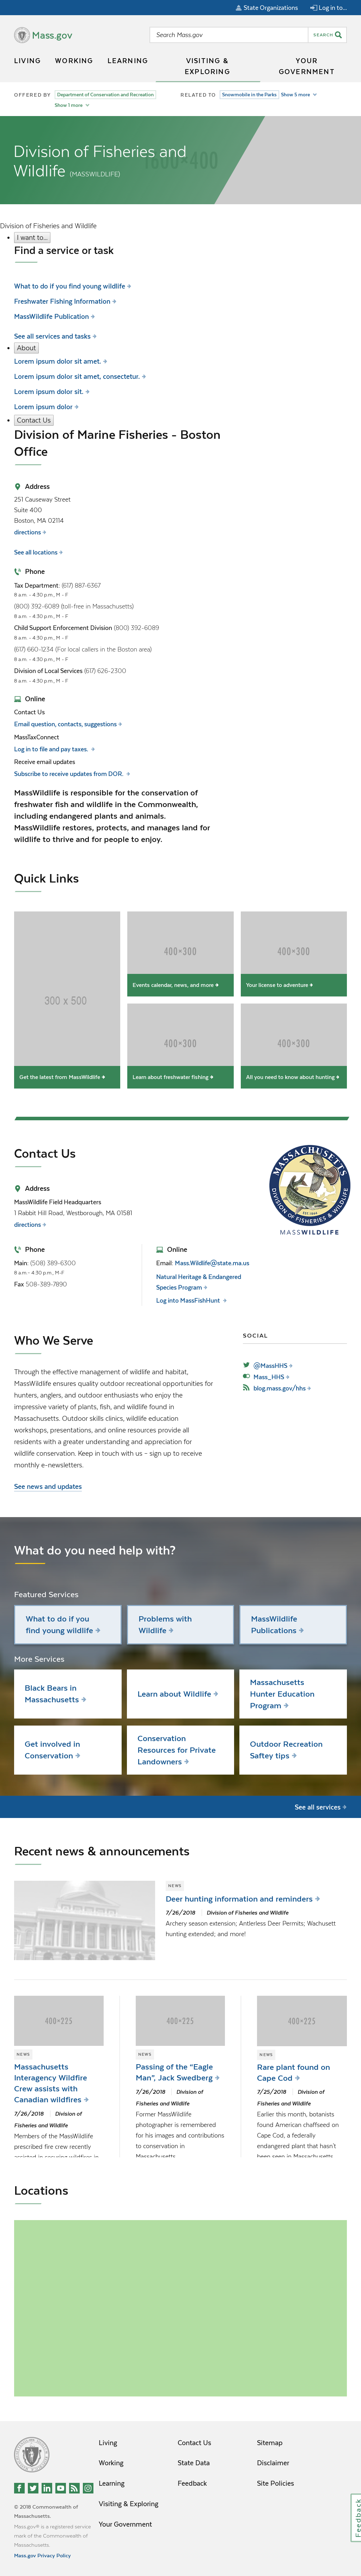 State Organizations
Log in to...
Mass.gov
Search Mass.gov
SEARCH
LIVING
WORKING
LEARNING
VISITING &
EXPLORING
YOUR
GOVERNMENT
OFFERED BY
Department of Conservation and Recreation
Show 1 more
RELATED TO
Snowmobile in the Parks
Show 5 more
1600×400
Division of Fisheries and
Wildlife (MASSWILDLIFE)
Division of Fisheries and Wildlife
I want to...
Find a service or task
What to do if you find young wildlife
Freshwater Fishing Information
MassWildlife Publication
See all services and tasks
About
Lorem ipsum dolor sit amet.
Lorem ipsum dolor sit amet, consectetur.
Lorem ipsum dolor sit.
Lorem ipsum dolor
Contact Us
Division of Marine Fisheries - Boston
Office
Address
251 Causeway Street
Suite 400
Boston, MA 02114
directions
See all locations
Phone
Tax Department: (617) 887-6367
8 a.m. - 4:30 p.m., M - F
(800) 392-6089 (toll-free in Massachusetts)
8 a.m. - 4:30 p.m., M - F
Child Support Enforcement Division (800) 392-6089
8 a.m. - 4:30 p.m., M - F
(617) 660-1234 (For local callers in the Boston area)
8 a.m. - 4:30 p.m., M - F
Division of Local Services (617) 626-2300
8 a.m. - 4:30 p.m., M - F
Online
Contact Us
Email question, contacts, suggestions
MassTaxConnect
Log in to file and pay taxes.
Receive email updates
Subscribe to receive updates from DOR.
MassWildlife is responsible for the conservation of
freshwater fish and wildlife in the Commonwealth,
including endangered plants and animals.
MassWildlife restores, protects, and manages land for
wildlife to thrive and for people to enjoy.
Quick Links
300 x 500
Get the latest from MassWildlife
400×300
Events calendar, news, and more
400×300
Your license to adventure
400×300
Learn about freshwater fishing
400×300
All you need to know about hunting
Contact Us
Address
MassWildlife Field Headquarters
1 Rabbit Hill Road, Westborough, MA 01581
directions
Phone
Main: (508) 389-6300
8 a.m.- 4:30 p.m., M-F
Fax 508-389-7890
Online
Email: Mass.Wildlife@state.ma.us
Natural Heritage & Endangered
Species Program
Log into MassFishHunt
MASSWILDLIFE
Who We Serve
Through the effective management of wildlife and habitat,
MassWildlife ensures quality outdoor recreational opportunities for
hunters, anglers, and outdoor enthusiasts who enjoy the
impressive variety of plants, fish, and wildlife found in
Massachusetts. Outdoor skills clinics, wildlife education
workshops, presentations, and online resources provide all
residents with a greater understanding and appreciation for
wildlife conservation. Keep in touch with us – sign up to receive
monthly e-newsletters.
See news and updates
SOCIAL
@MassHHS
Mass_HHS
blog.mass.gov/hhs
What do you need help with?
Featured Services
What to do if you
find young wildlife
Problems with
Wildlife
MassWildlife
Publications
More Services
Black Bears in
Massachusetts
Learn about Wildlife
Massachusetts
Hunter Education
Program
Get involved in
Conservation
Conservation
Resources for Private
Landowners
Outdoor Recreation
Saftey tips
See all services
Recent news & announcements
NEWS
Deer hunting information and reminders
7/26/2018
Division of Fisheries and Wildlife
Archery season extension; Antlerless Deer Permits; Wachusett
hunting extended; and more!
400×225
NEWS
Massachusetts
Interagency Wildfire
Crew assists with
Canadian wildfires
7/26/2018
Division of
Fisheries and Wildlife
Members of the MassWildlife
prescribed fire crew recently
assisted in securing wildfires in
400×225
NEWS
Passing of the “Eagle
Man”, Jack Swedberg
7/26/2018
Division of
Fisheries and Wildlife
Former MassWildlife
photographer is remembered
for his images and contributions
to conservation in
Massachusetts
400×225
NEWS
Rare plant found on
Cape Cod
7/25/2018
Division of
Fisheries and Wildlife
Earlier this month, botanists
found American chaffseed on
Cape Cod, a federally
endangered plant that hasn't
been seen in Massachusetts
Locations
Living
Working
Learning
Visiting & Exploring
Your Government
Contact Us
State Data
Feedback
Sitemap
Disclaimer
Site Policies
© 2018 Commonwealth of
Massachusetts.
Mass.gov® is a registered service
mark of the Commonwealth of
Massachusetts.
Mass.gov Privacy Policy
Feedback